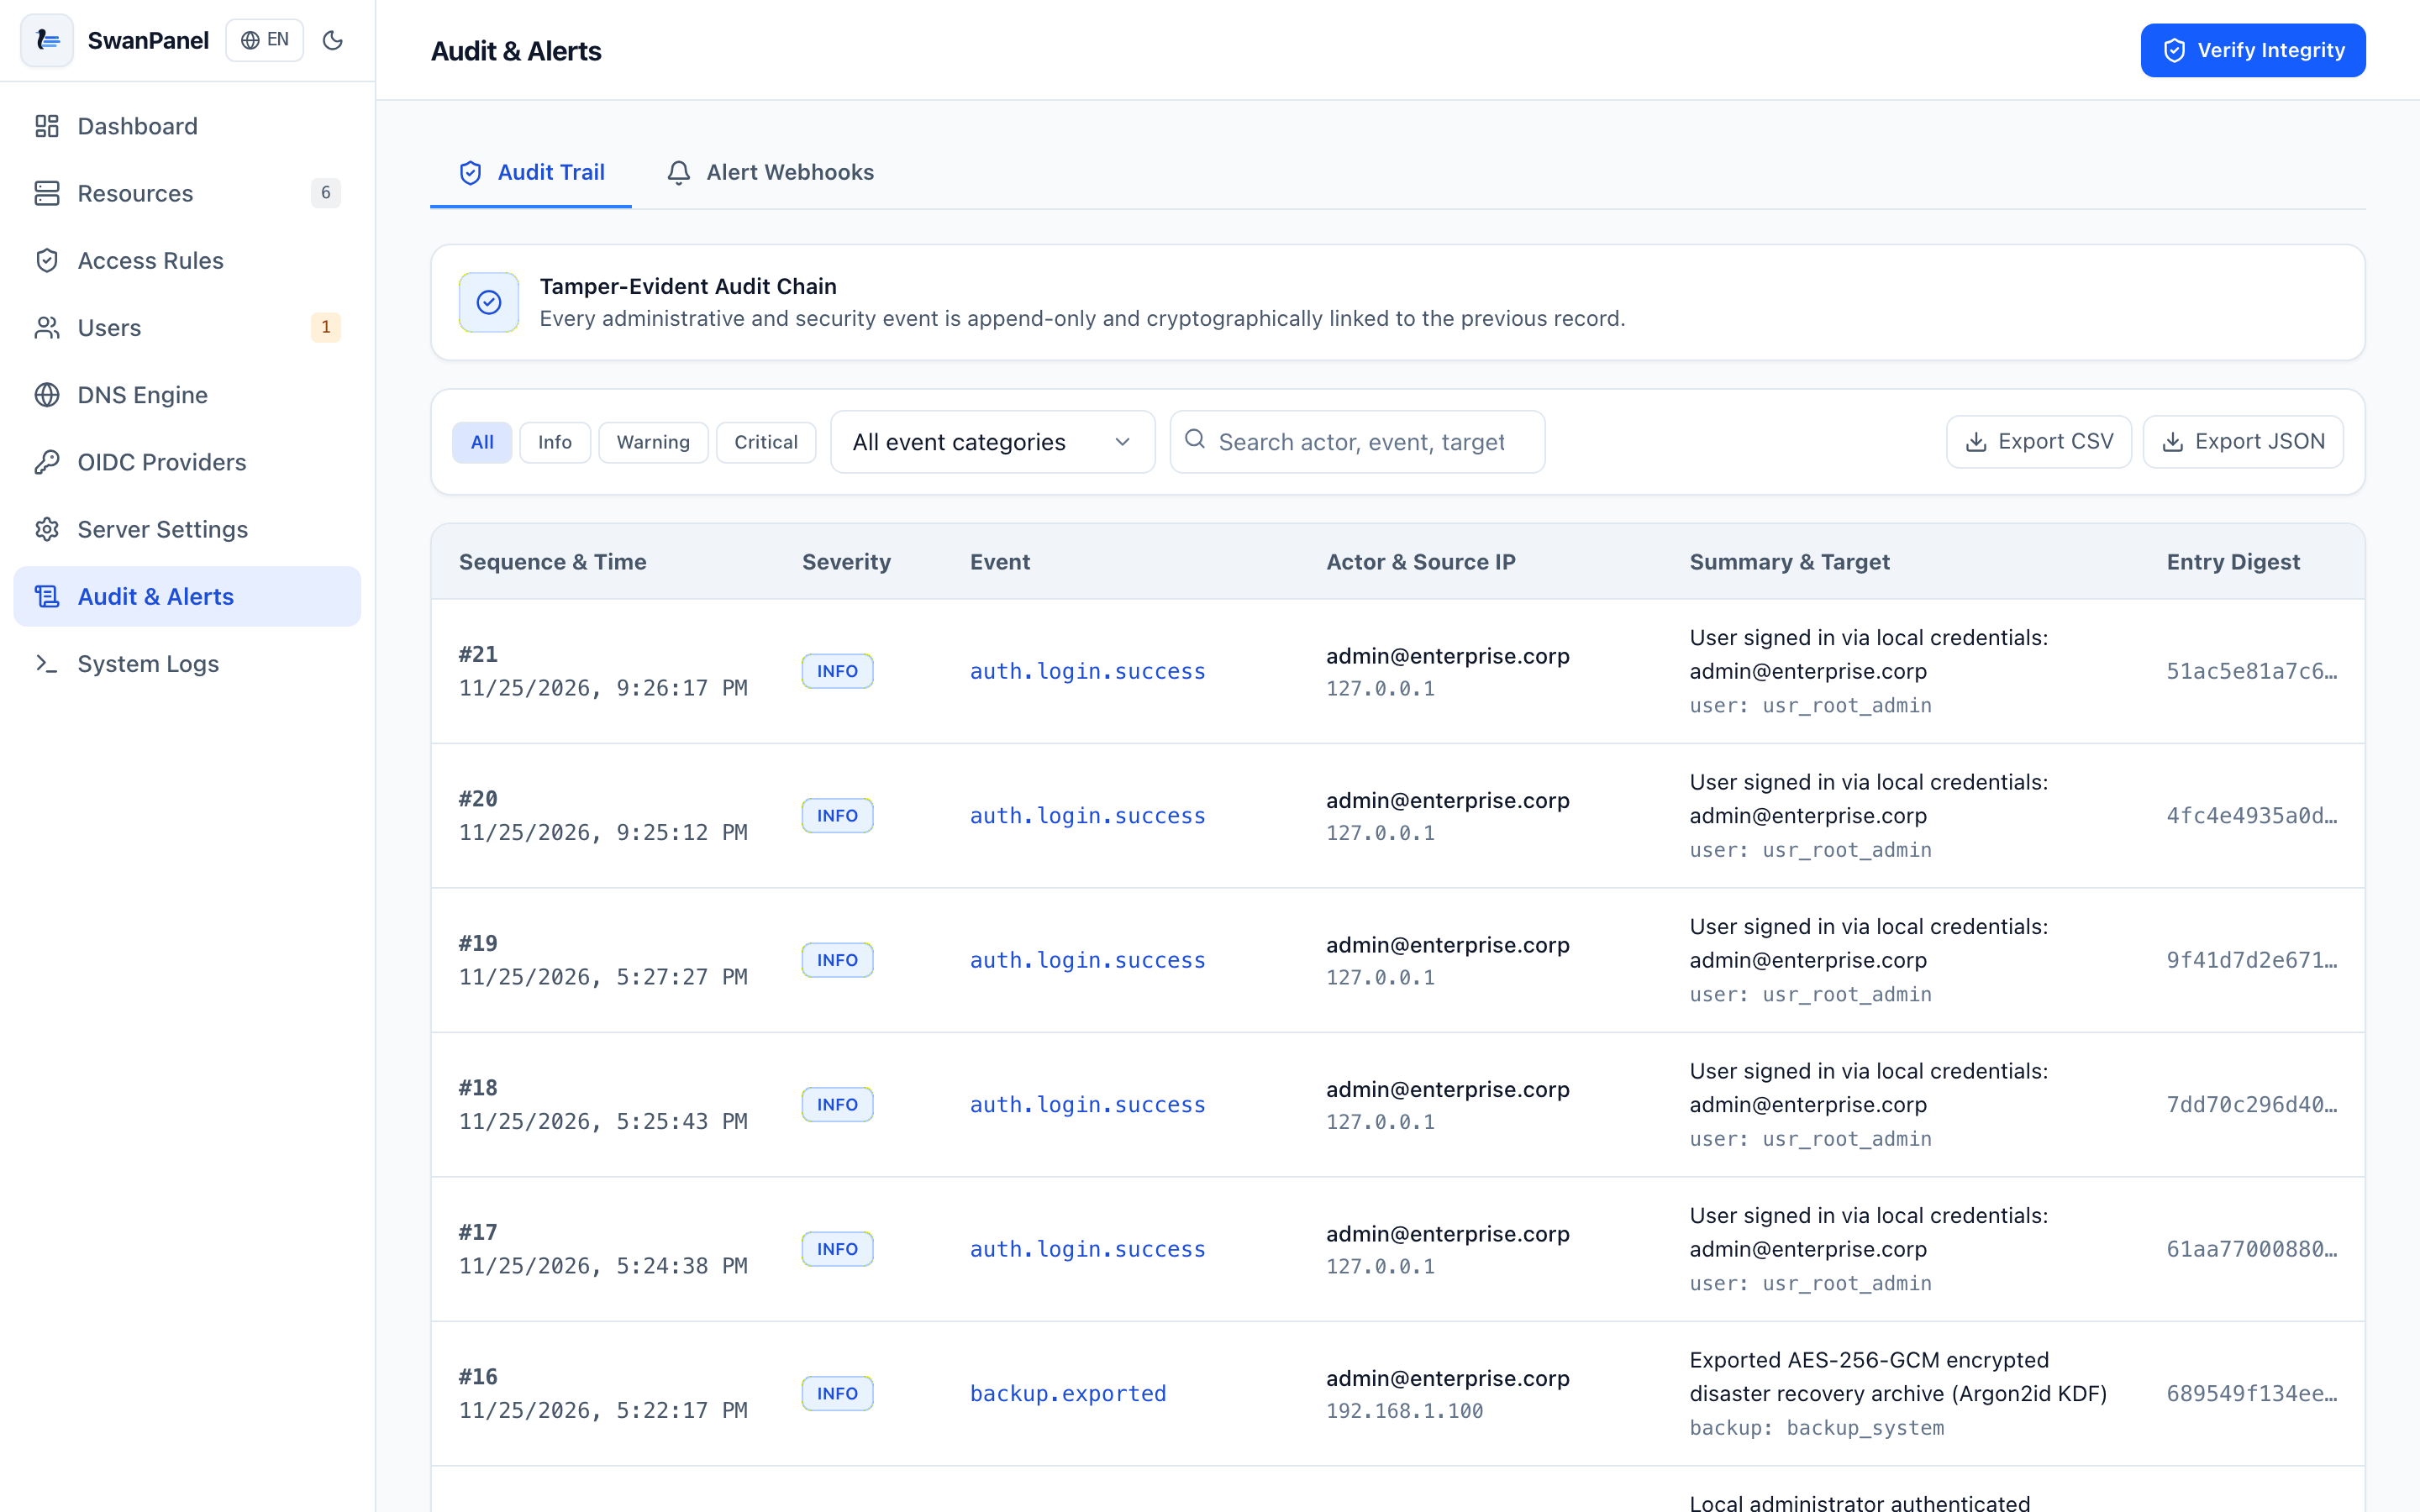 SwanPanel
EN
Dashboard
Resources
6
Access Rules
Users
1
DNS Engine
OIDC Providers
Server Settings
Audit & Alerts
System Logs
Audit & Alerts
Verify Integrity
Audit Trail
Alert Webhooks
Tamper-Evident Audit Chain
Every administrative and security event is append-only and cryptographically linked to the previous record.
All
Info
Warning
Critical
All event categories
Search actor, event, target
Export CSV
Export JSON
Sequence & Time
Severity
Event
Actor & Source IP
Summary & Target
Entry Digest
#21
11/25/2026, 9:26:17 PM
INFO
auth.login.success
admin@enterprise.corp
127.0.0.1
User signed in via local credentials:
admin@enterprise.corp
user: usr_root_admin
51ac5e81a7c6…
#20
11/25/2026, 9:25:12 PM
INFO
auth.login.success
admin@enterprise.corp
127.0.0.1
User signed in via local credentials:
admin@enterprise.corp
user: usr_root_admin
4fc4e4935a0d…
#19
11/25/2026, 5:27:27 PM
INFO
auth.login.success
admin@enterprise.corp
127.0.0.1
User signed in via local credentials:
admin@enterprise.corp
user: usr_root_admin
9f41d7d2e671…
#18
11/25/2026, 5:25:43 PM
INFO
auth.login.success
admin@enterprise.corp
127.0.0.1
User signed in via local credentials:
admin@enterprise.corp
user: usr_root_admin
7dd70c296d40…
#17
11/25/2026, 5:24:38 PM
INFO
auth.login.success
admin@enterprise.corp
127.0.0.1
User signed in via local credentials:
admin@enterprise.corp
user: usr_root_admin
61aa77000880…
#16
11/25/2026, 5:22:17 PM
INFO
backup.exported
admin@enterprise.corp
192.168.1.100
Exported AES-256-GCM encrypted
disaster recovery archive (Argon2id KDF)
backup: backup_system
689549f134ee…
Local administrator authenticated